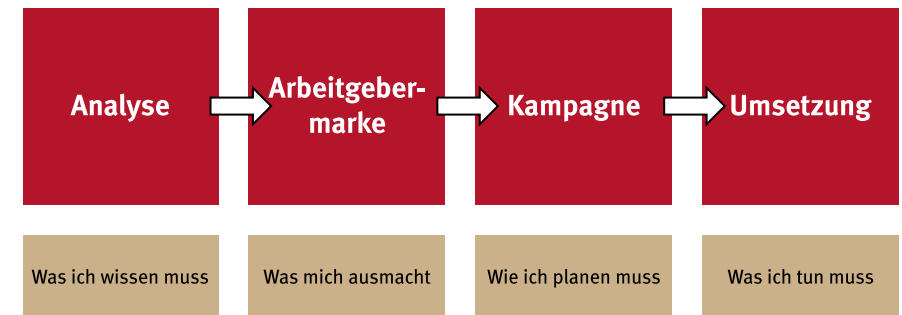 Analyse
Arbeitgeber-
marke
Kampagne
Umsetzung
Was ich wissen muss
Was mich ausmacht
Wie ich planen muss
Was ich tun muss